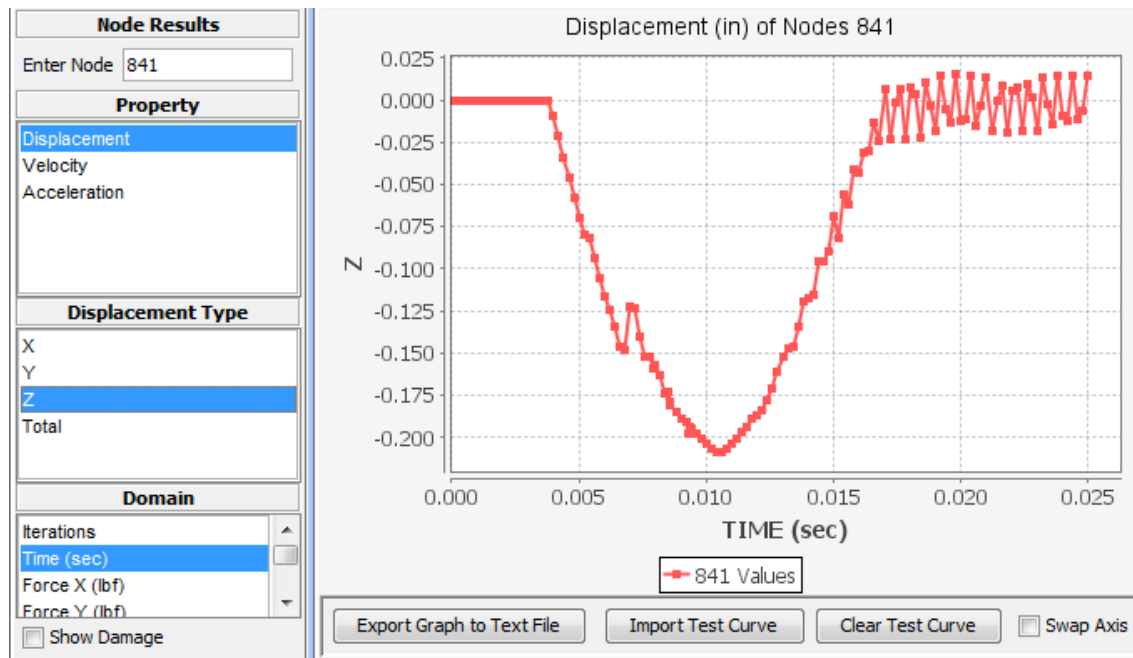 Node Results
Enter Node 841
Property
Displacement
Velocity
Acceleration
Displacement Type
X
Y
Z
Total
Domain
Iterations
Time (sec)
Force X (lbf)
Force Y (lbf)
Show Damage
Displacement (in) of Nodes 841
0.025
0.000
-0.025
-0.050
-0.075
-0.100
-0.125
-0.150
-0.175
-0.200
Z
0.000 0.005 0.010 0.015 0.020 0.025
TIME (sec)
841 Values
Export Graph to Text File Import Test Curve Clear Test Curve Swap Axis